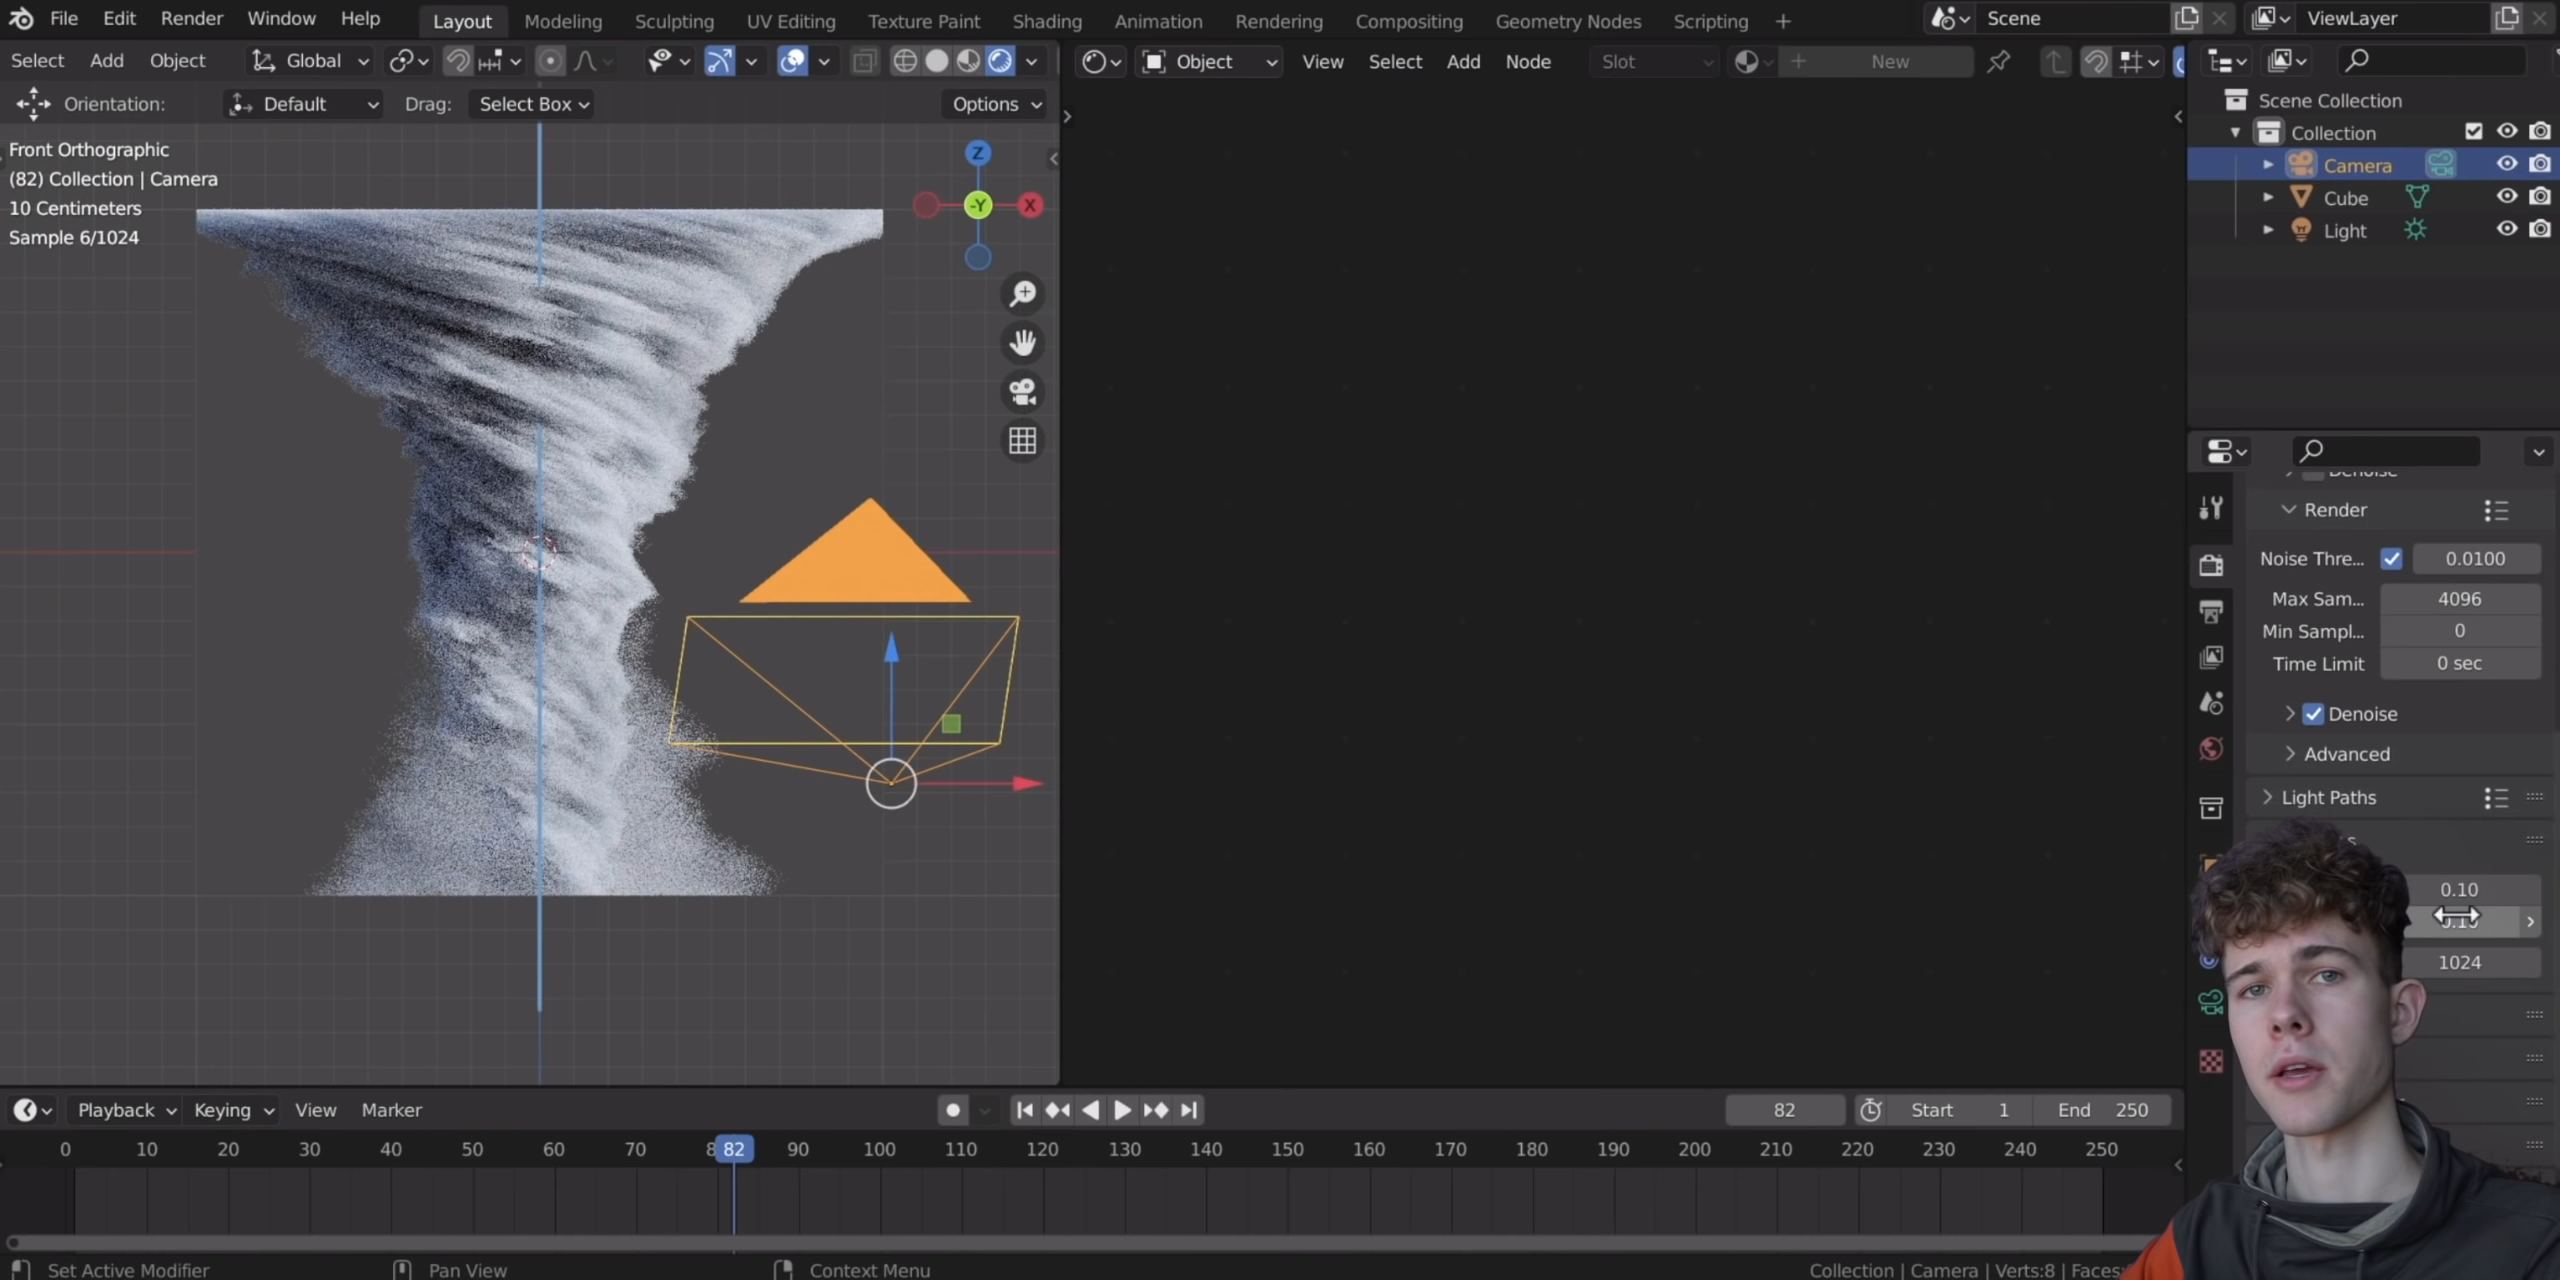 File Edit Render Window Help Layout Modeling Sculpting UV Editing Texture Paint Shading Animation Rendering Compositing Geometry Nodes Scripting + Scene ViewLayer
Select Add Object Global Object View Select Add Node Slot New
Orientation: Default Drag: Select Box Options
Front Orthographic
(82) Collection | Camera
10 Centimeters
Sample 6/1024
Z
-Y
X
Scene Collection
Collection
Camera
Cube
Light
Denoise
Render
Noise Thre... 0.0100
Max Sam... 4096
Min Sampl... 0
Time Limit 0 sec
Denoise
Advanced
Light Paths
0.10
1024
Playback Keying View Marker 82 Start 1 End 250
0 10 20 30 40 50 60 70 82 90 100 110 120 130 140 150 160 170 180 190 200 210 220 230 240 250
Set Active Modifier Pan View Context Menu Collection | Camera | Verts:8 | Faces: